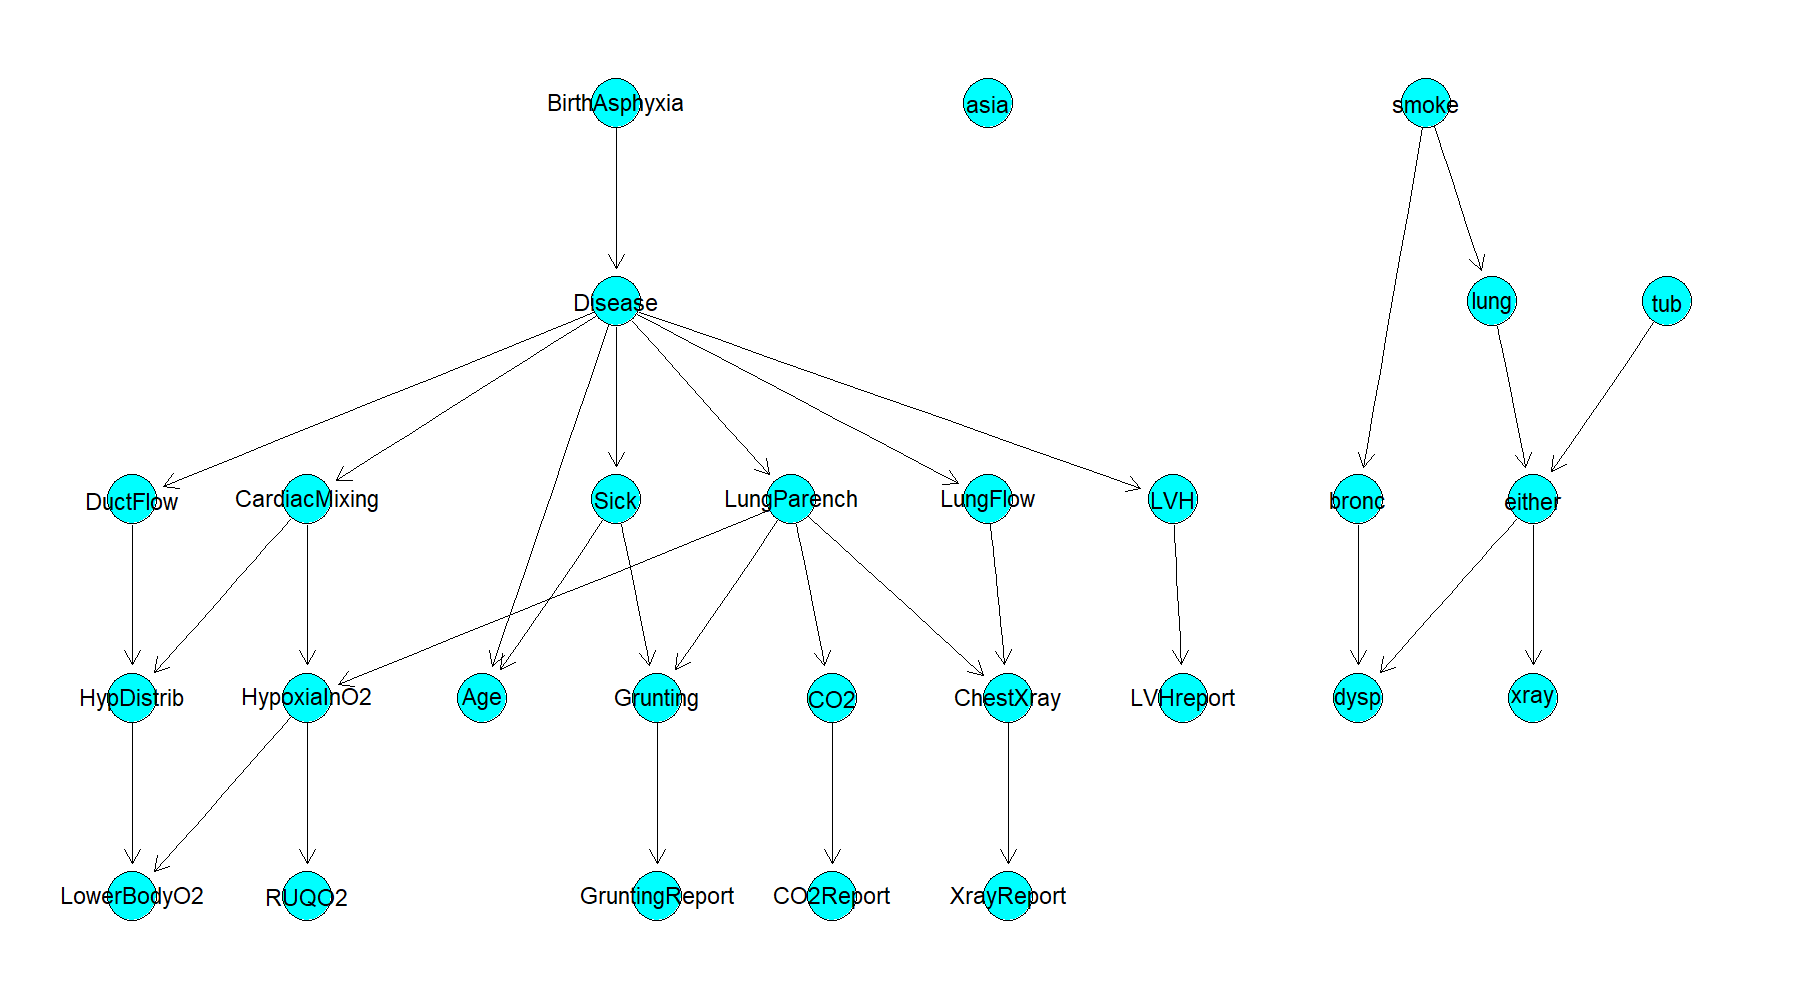 BirthAsphyxia
asia
smoke
Disease
lung
tub
DuctFlow
CardiacMixing
Sick
LungParench
LungFlow
LVH
bronc
either
HypDistrib
HypoxiaInO2
Age
Grunting
CO2
ChestXray
LVHreport
dysp
xray
LowerBodyO2
RUQO2
GruntingReport
CO2Report
XrayReport